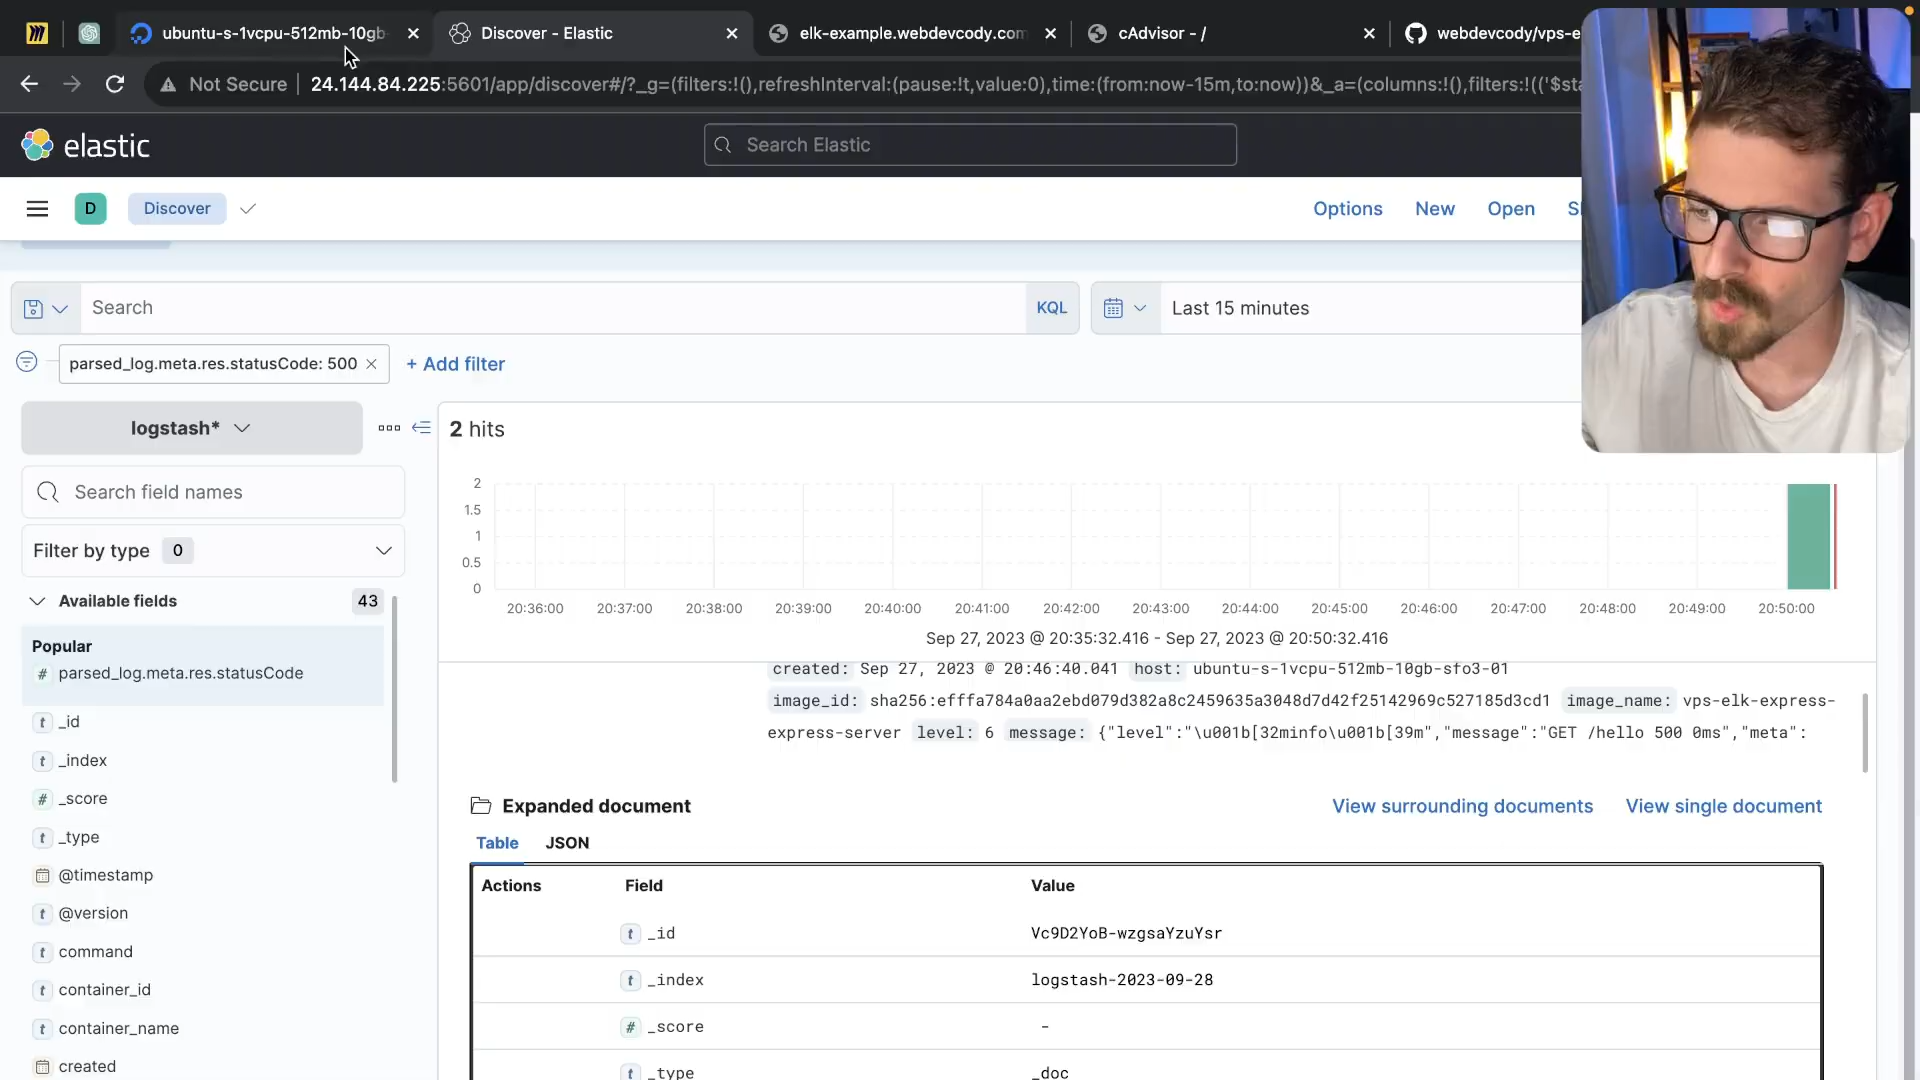 ubuntu-s-1vcpu-512mb-10gb-
Discover - Elastic
elk-example.webdevcody.com
cAdvisor - /
webdevcody/vps-e
Not Secure
24.144.84.225:5601/app/discover#/?_g=(filters:!(),refreshInterval:(pause:!t,value:0),time:(from:now-15m,to:now))&_a=(columns:!(),filters:!(('$sta
elastic
Search Elastic
D
Discover
Options
New
Open
Search
KQL
Last 15 minutes
parsed_log.meta.res.statusCode: 500
+ Add filter
logstash*
2 hits
Search field names
Filter by type 0
Available fields
43
Popular
# parsed_log.meta.res.statusCode
t _id
t _index
# _score
t _type
@timestamp
t @version
t command
t container_id
t container_name
created
2
1.5
1
0.5
0
20:36:00
20:37:00
20:38:00
20:39:00
20:40:00
20:41:00
20:42:00
20:43:00
20:44:00
20:45:00
20:46:00
20:47:00
20:48:00
20:49:00
20:50:00
Sep 27, 2023 @ 20:35:32.416 - Sep 27, 2023 @ 20:50:32.416
created: Sep 27, 2023 @ 20:46:40.041 host: ubuntu-s-1vcpu-512mb-10gb-sfo3-01
image_id: sha256:efffa784a0aa2ebd079d382a8c2459635a3048d7d42f25142969c527185d3cd1 image_name: vps-elk-express-
express-server level: 6 message: {"level":"\u001b[32minfo\u001b[39m","message":"GET /hello 500 0ms","meta":
Expanded document
View surrounding documents
View single document
Table
JSON
Actions
Field
Value
t _id
Vc9D2YoB-wzgsaYzuYsr
t _index
logstash-2023-09-28
# _score
-
t _type
_doc